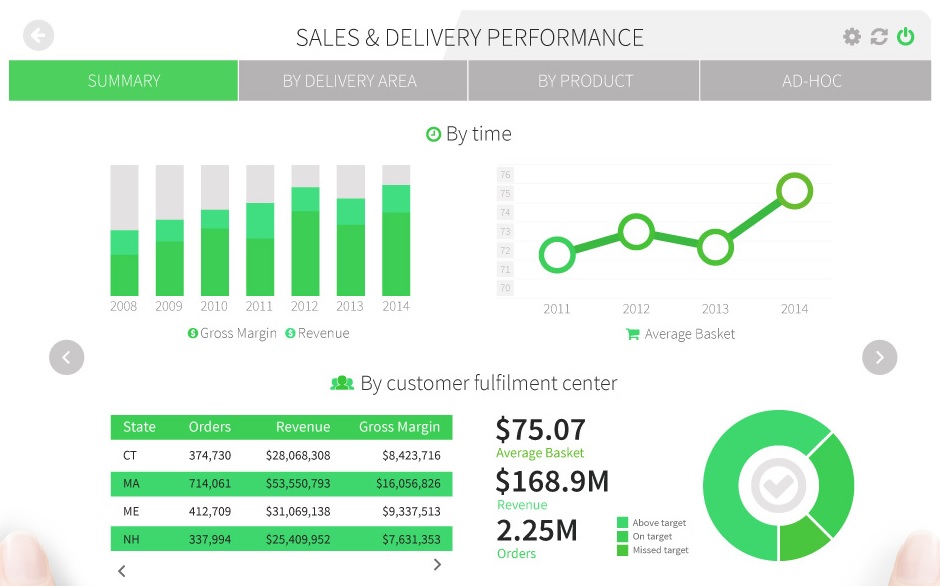 SALES & DELIVERY PERFORMANCE
SUMMARY
BY DELIVERY AREA
BY PRODUCT
AD-HOC
By time
2008 2009 2010 2011 2012 2013 2014
Gross Margin Revenue
76
75
74
73
72
71
70
2011 2012 2013 2014
Average Basket
By customer fulfilment center
State Orders Revenue Gross Margin
CT 374,730 $28,068,308 $8,423,716
MA 714,061 $53,550,793 $16,056,826
ME 412,709 $31,069,138 $9,337,513
NH 337,994 $25,409,952 $7,631,353
$75.07
Average Basket
$168.9M
Revenue
2.25M
Orders
Above target
On target
Missed target